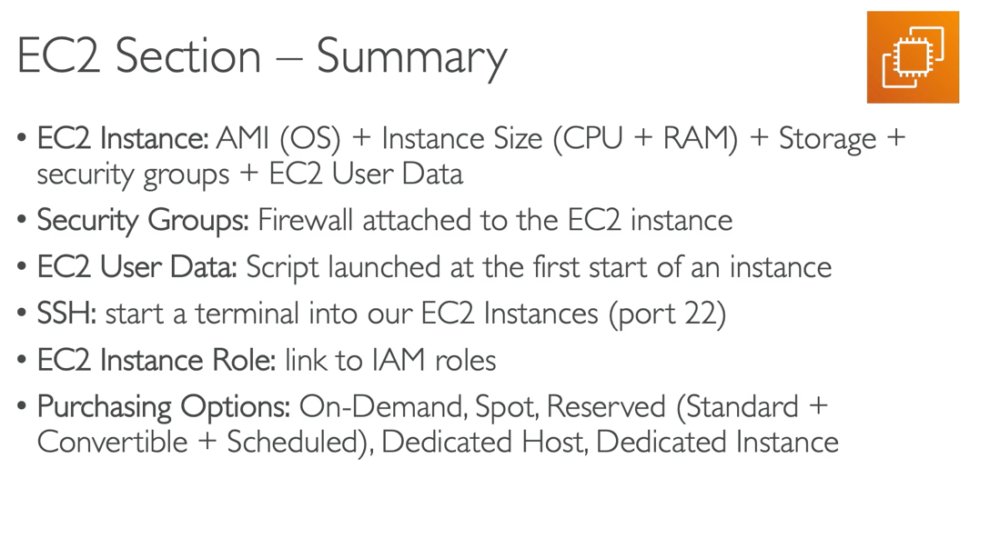 EC2 Section – Summary
• EC2 Instance: AMI (OS) + Instance Size (CPU + RAM) + Storage +
security groups + EC2 User Data
• Security Groups: Firewall attached to the EC2 instance
• EC2 User Data: Script launched at the first start of an instance
• SSH: start a terminal into our EC2 Instances (port 22)
• EC2 Instance Role: link to IAM roles
• Purchasing Options: On-Demand, Spot, Reserved (Standard +
Convertible + Scheduled), Dedicated Host, Dedicated Instance